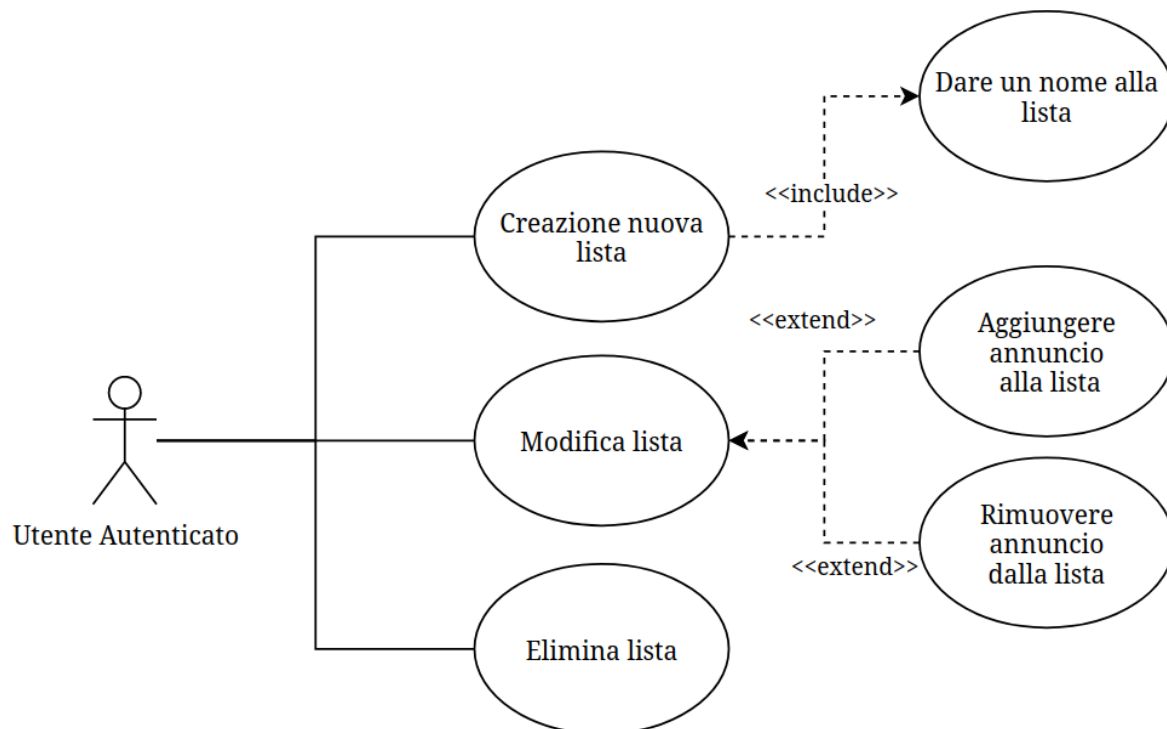 Dare un nome alla
lista
<<include>>
Creazione nuova
lista
<<extend>>
Aggiungere
annuncio
alla lista
Modifica lista
Utente Autenticato
Rimuovere
annuncio
dalla lista
<<extend>>
Elimina lista